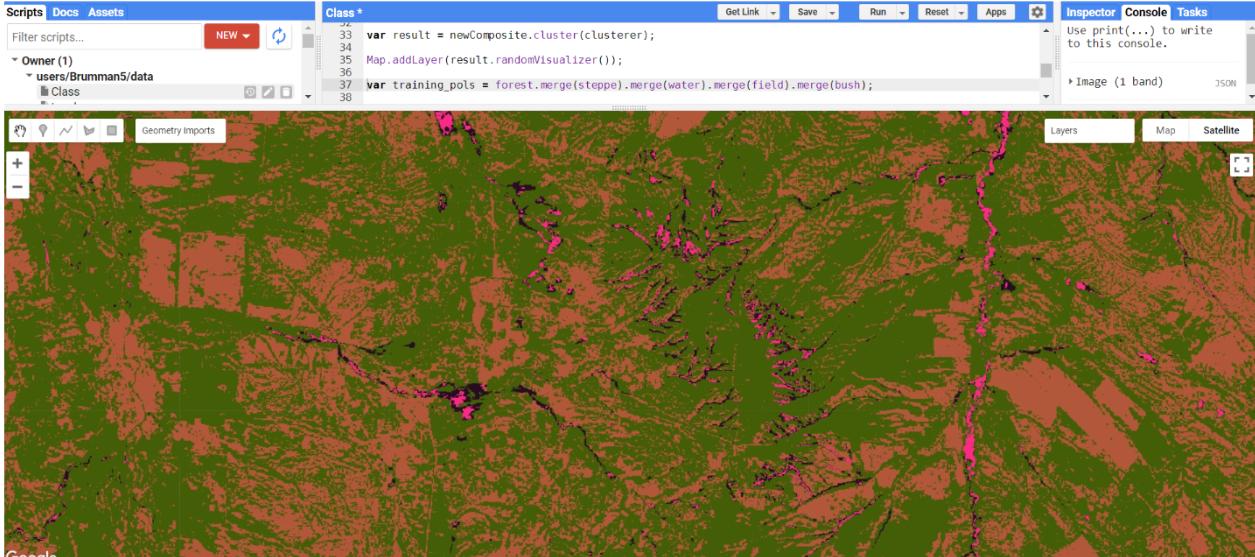 Scripts Docs Assets
Filter scripts...
NEW
Owner (1)
users/Brumman5/data
Class
Class *
Get Link
Save
Run
Reset
Apps
33 var result = newComposite.cluster(clusterer);
34
35 Map.addLayer(result.randomVisualizer());
36
37 var training_pols = forest.merge(steppe).merge(water).merge(field).merge(bush);
38
Inspector Console Tasks
Use print(...) to write
to this console.
Image (1 band)
JSON
Geometry Imports
Layers
Map
Satellite
+
−
Google